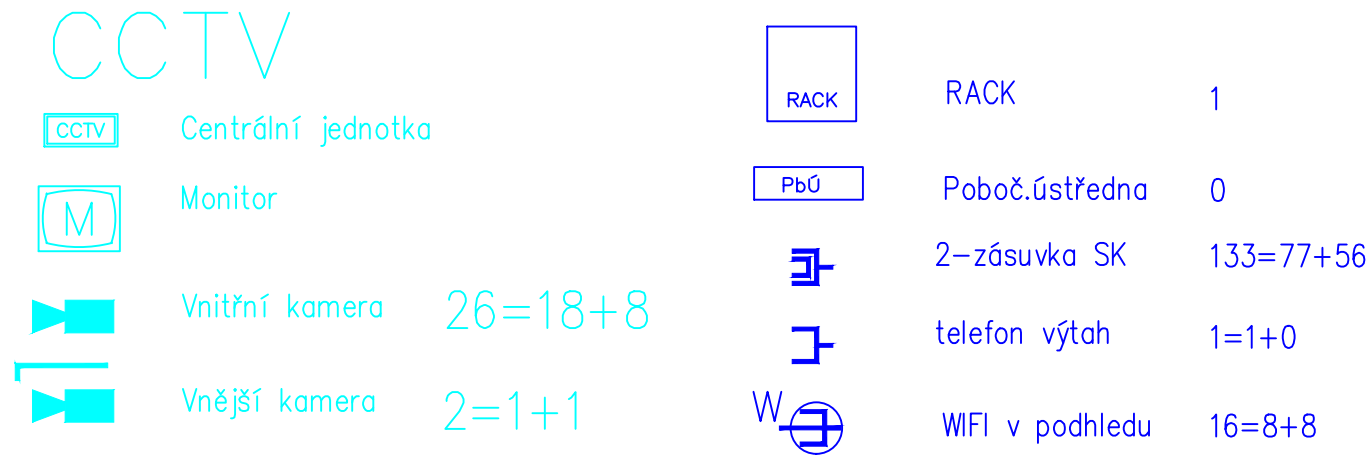 CCTV
CCTV Centrální jednotka
M Monitor
Vnitřní kamera 26=18+8
Vnější kamera 2=1+1
RACK RACK 1
PbÚ Poboč.ústředna 0
2-zásuvka SK 133=77+56
telefon výtah 1=1+0
W WIFI v podhledu 16=8+8